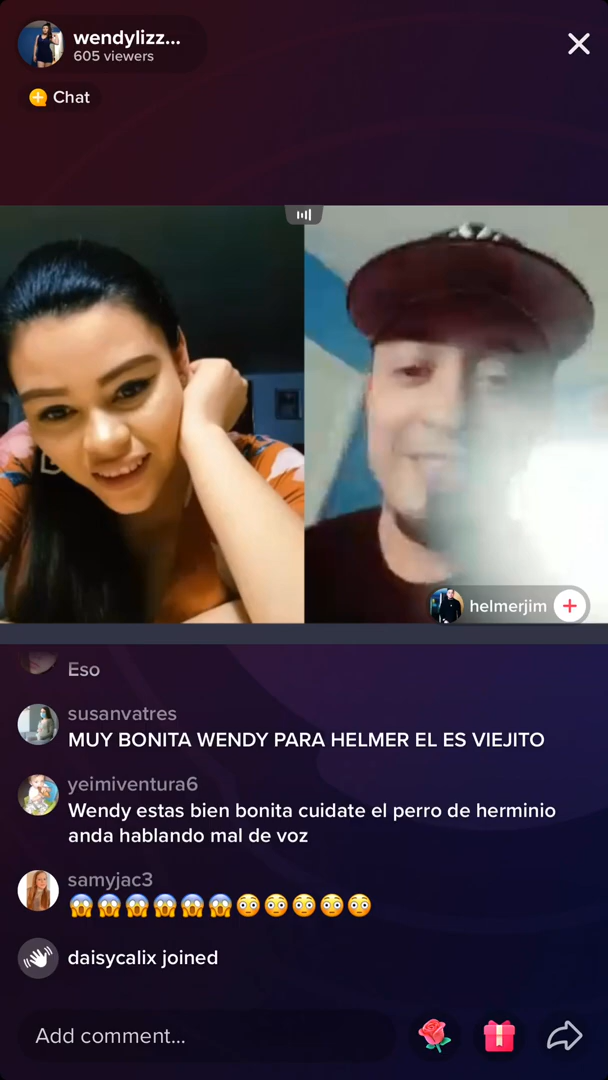 wendylizz...
605 viewers
Chat
helmerjim
Eso
susanvatres
MUY BONITA WENDY PARA HELMER EL ES VIEJITO
yeimiventura6
Wendy estas bien bonita cuidate el perro de herminio
anda hablando mal de voz
samyjac3
😱😱😱😱😱😱😳😳😳😳😳
daisycalix joined
Add comment...